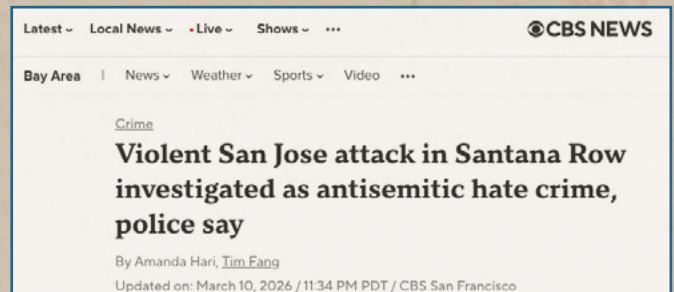 Latest Local News Live Shows ...
CBS NEWS
Bay Area | News Weather Sports Video ...
Crime
Violent San Jose attack in Santana Row
investigated as antisemitic hate crime,
police say
By Amanda Hari, Tim Fang
Updated on: March 10, 2026 / 11:34 PM PDT / CBS San Francisco